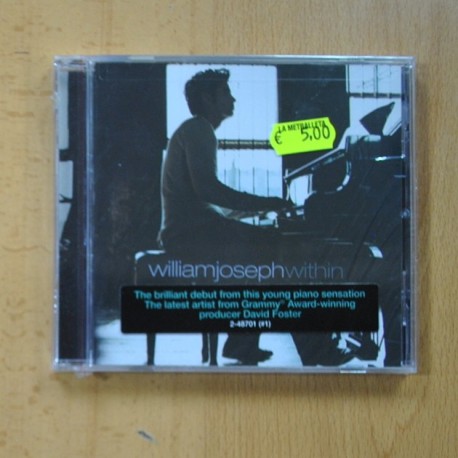 LA METRALLETA
€ 5,00
williamjosephwithin
The brilliant debut from this young piano sensation
The latest artist from Grammy® Award-winning
producer David Foster
2-48701 (#1)